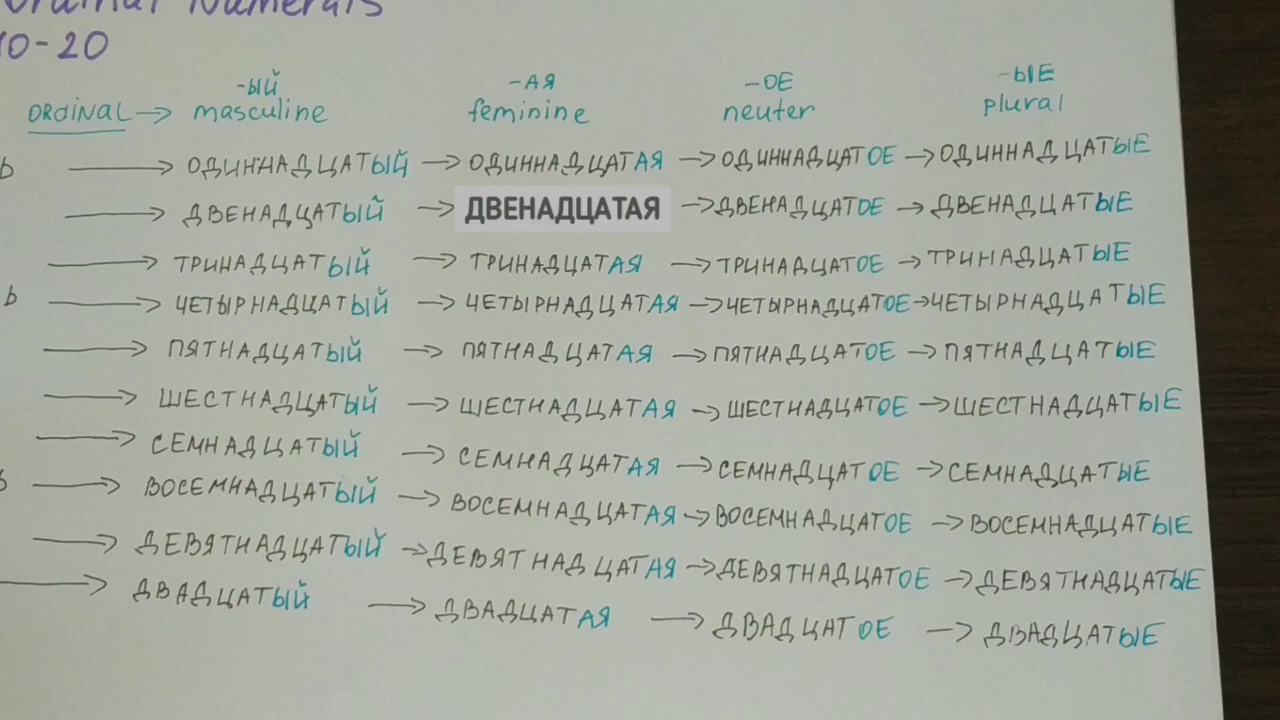 Ordinal Numerals
10-20
-ЫЙ -АЯ -ОЕ -ЫЕ
ORDINAL → masculine feminine neuter plural
Ь → ОДИННАДЦАТЫЙ → ОДИННАДЦАТАЯ → ОДИННАДЦАТОЕ → ОДИННАДЦАТЫЕ
→ ДВЕНАДЦАТЫЙ → ДВЕНАДЦАТАЯ → ДВЕНАДЦАТОЕ → ДВЕНАДЦАТЫЕ
→ ТРИНАДЦАТЫЙ → ТРИНАДЦАТАЯ → ТРИНАДЦАТОЕ → ТРИНАДЦАТЫЕ
Ь → ЧЕТЫРНАДЦАТЫЙ → ЧЕТЫРНАДЦАТАЯ → ЧЕТЫРНАДЦАТОЕ → ЧЕТЫРНАДЦАТЫЕ
→ ПЯТНАДЦАТЫЙ → ПЯТНАДЦАТАЯ → ПЯТНАДЦАТОЕ → ПЯТНАДЦАТЫЕ
→ ШЕСТНАДЦАТЫЙ → ШЕСТНАДЦАТАЯ → ШЕСТНАДЦАТОЕ → ШЕСТНАДЦАТЫЕ
→ СЕМНАДЦАТЫЙ → СЕМНАДЦАТАЯ → СЕМНАДЦАТОЕ → СЕМНАДЦАТЫЕ
Ь → ВОСЕМНАДЦАТЫЙ → ВОСЕМНАДЦАТАЯ → ВОСЕМНАДЦАТОЕ → ВОСЕМНАДЦАТЫЕ
→ ДЕВЯТНАДЦАТЫЙ → ДЕВЯТНАДЦАТАЯ → ДЕВЯТНАДЦАТОЕ → ДЕВЯТНАДЦАТЫЕ
→ ДВАДЦАТЫЙ → ДВАДЦАТАЯ → ДВАДЦАТОЕ → ДВАДЦАТЫЕ